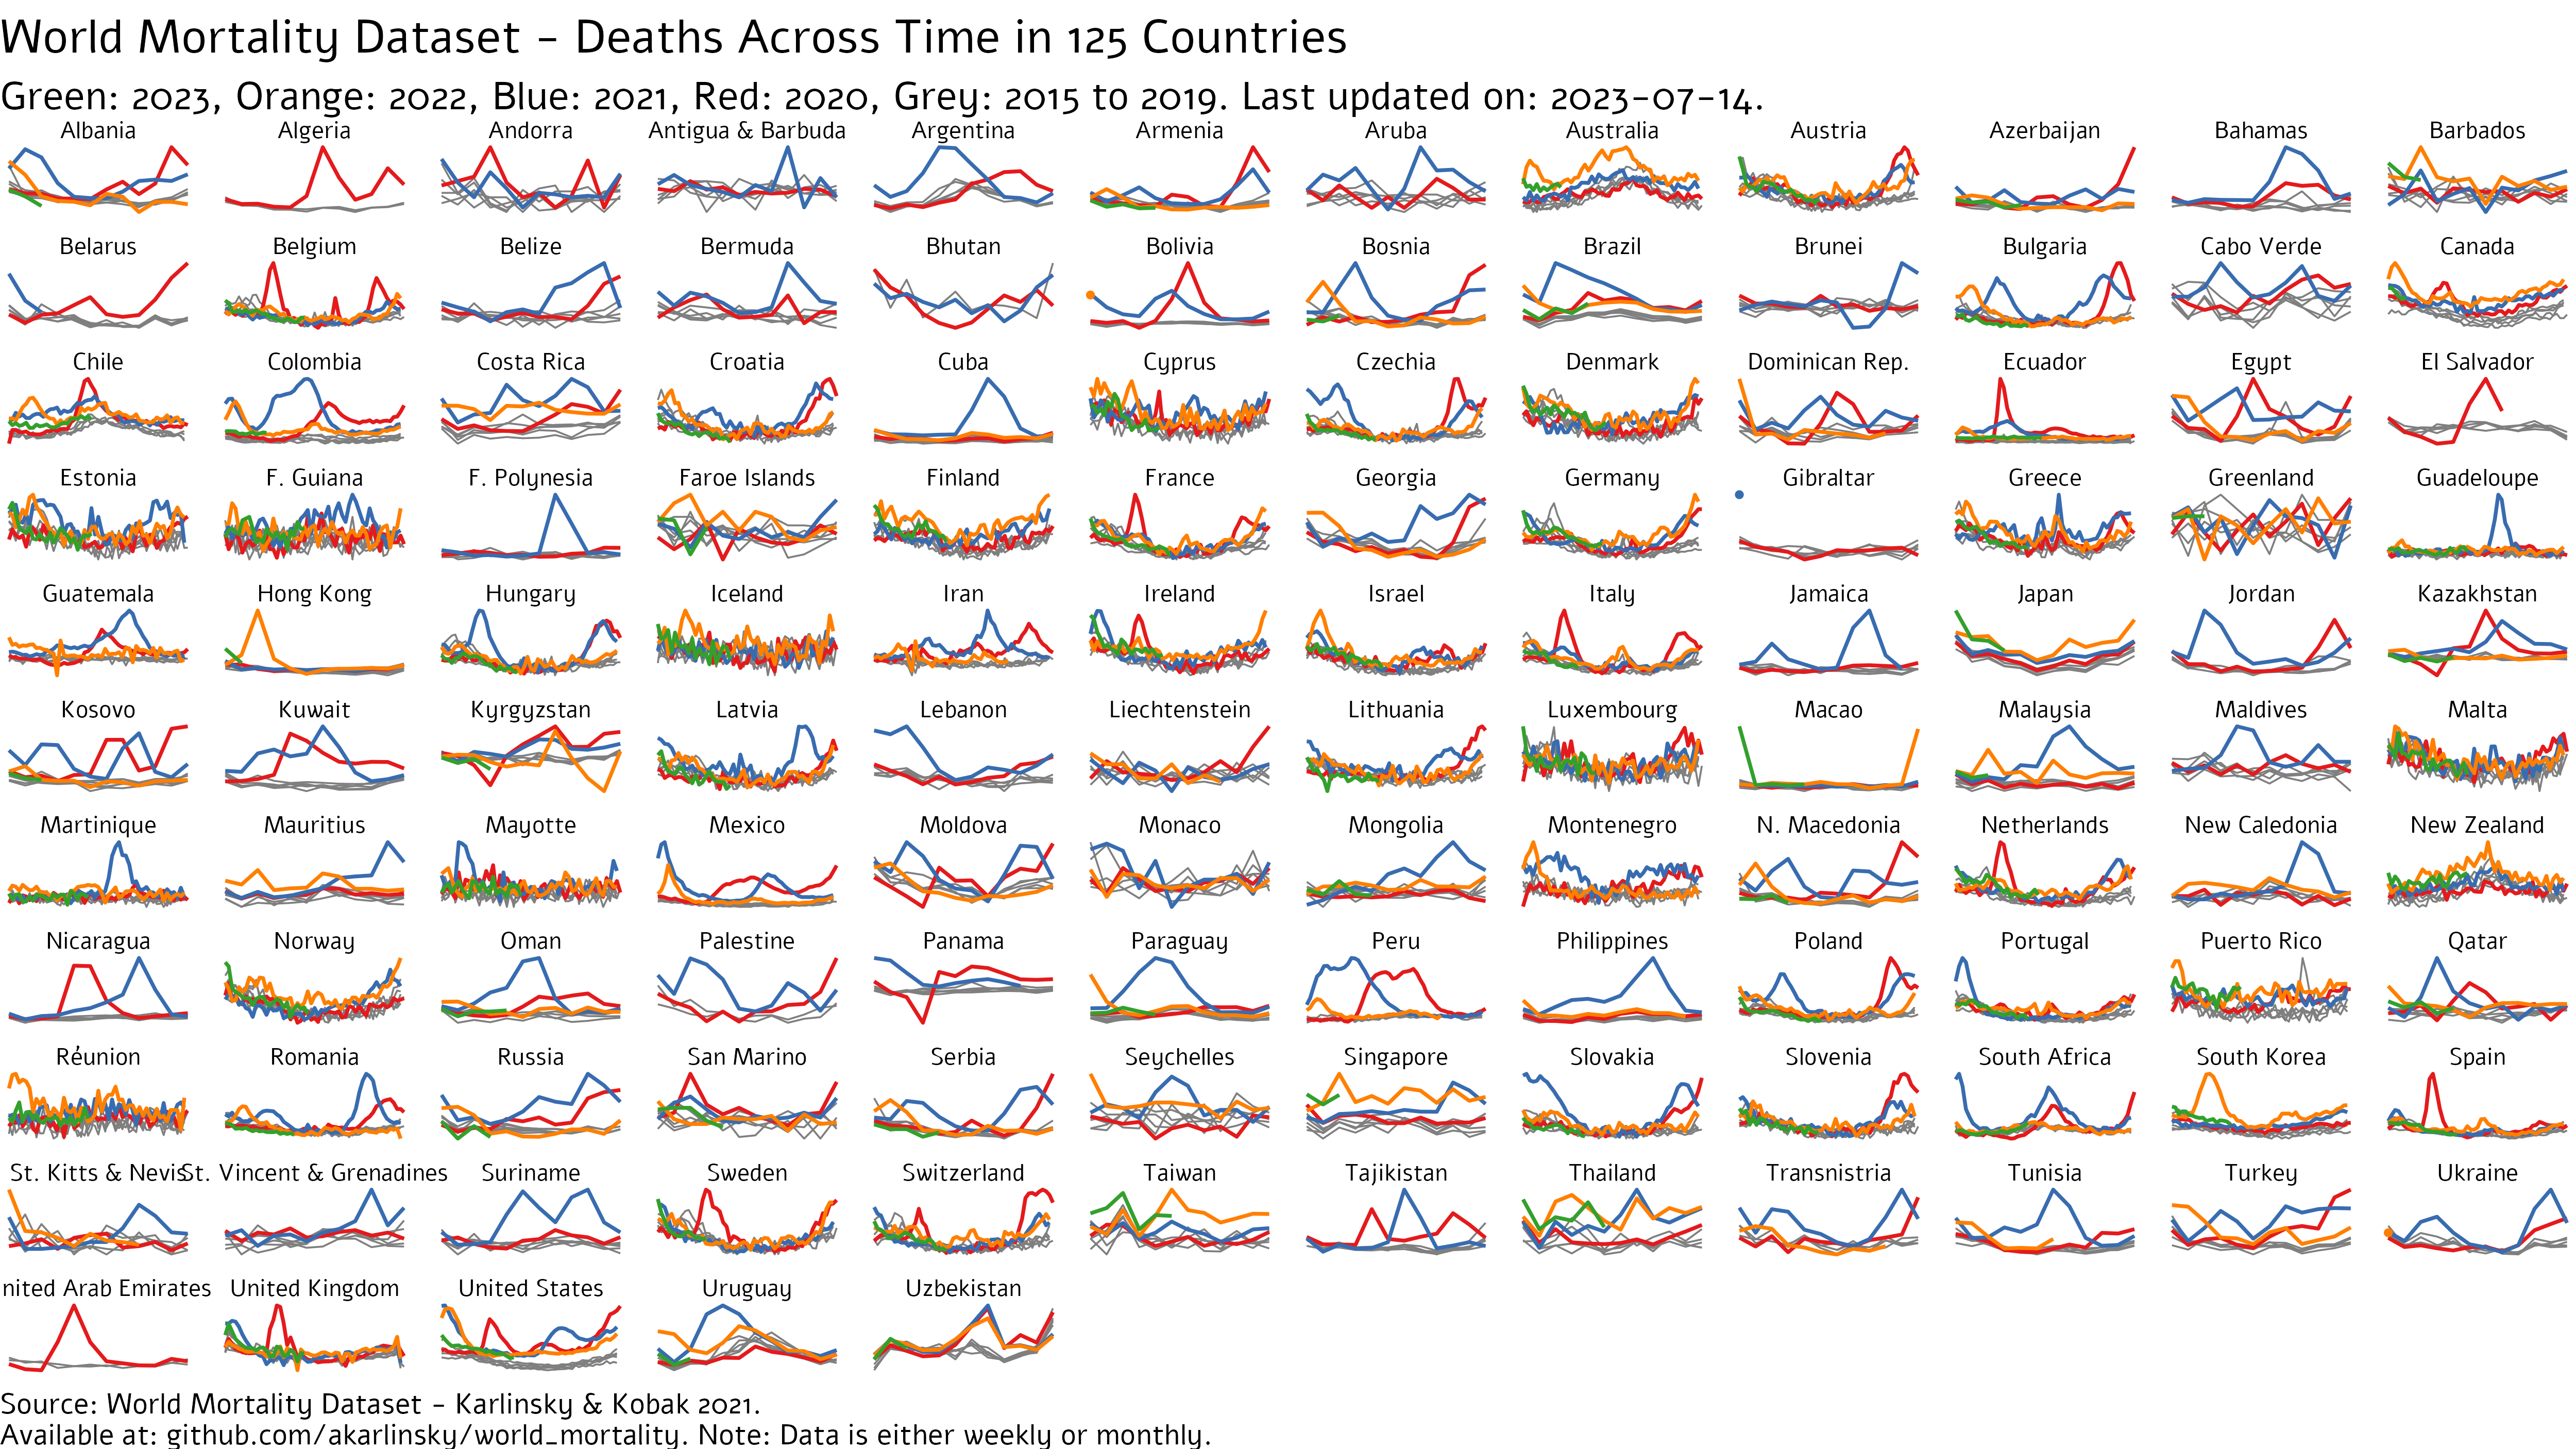 World Mortality Dataset - Deaths Across Time in 125 Countries
Green: 2023, Orange: 2022, Blue: 2021, Red: 2020, Grey: 2015 to 2019. Last updated on: 2023-07-14.
Albania Algeria Andorra Antigua & Barbuda Argentina Armenia Aruba Australia Austria Azerbaijan Bahamas Barbados
Belarus Belgium Belize Bermuda Bhutan Bolivia Bosnia Brazil Brunei Bulgaria Cabo Verde Canada
Chile Colombia Costa Rica Croatia Cuba Cyprus Czechia Denmark Dominican Rep. Ecuador Egypt El Salvador
Estonia F. Guiana F. Polynesia Faroe Islands Finland France Georgia Germany Gibraltar Greece Greenland Guadeloupe
Guatemala Hong Kong Hungary Iceland Iran Ireland Israel Italy Jamaica Japan Jordan Kazakhstan
Kosovo Kuwait Kyrgyzstan Latvia Lebanon Liechtenstein Lithuania Luxembourg Macao Malaysia Maldives Malta
Martinique Mauritius Mayotte Mexico Moldova Monaco Mongolia Montenegro N. Macedonia Netherlands New Caledonia New Zealand
Nicaragua Norway Oman Palestine Panama Paraguay Peru Philippines Poland Portugal Puerto Rico Qatar
Réunion Romania Russia San Marino Serbia Seychelles Singapore Slovakia Slovenia South Africa South Korea Spain
St. Kitts & Nevis St. Vincent & Grenadines Suriname Sweden Switzerland Taiwan Tajikistan Thailand Transnistria Tunisia Turkey Ukraine
nited Arab Emirates United Kingdom United States Uruguay Uzbekistan
Source: World Mortality Dataset - Karlinsky & Kobak 2021.
Available at: github.com/akarlinsky/world_mortality. Note: Data is either weekly or monthly.